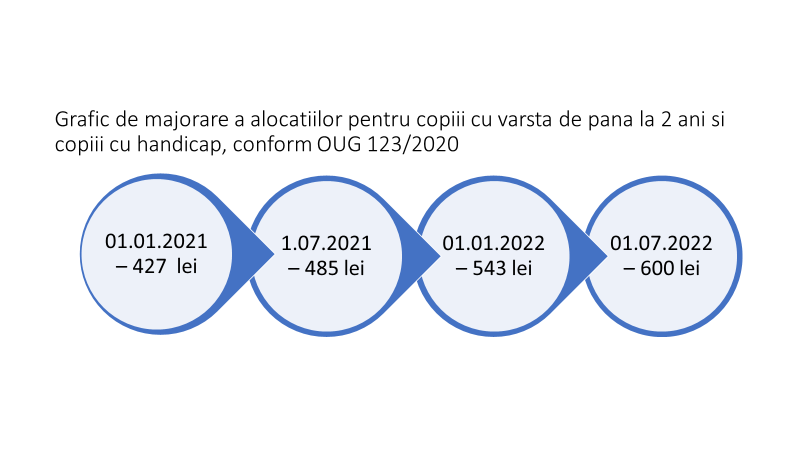 Grafic de majorare a alocatiilor pentru copiii cu varsta de pana la 2 ani si
copiii cu handicap, conform OUG 123/2020
01.01.2021
– 427 lei
1.07.2021
– 485 lei
01.01.2022
– 543 lei
01.07.2022
– 600 lei